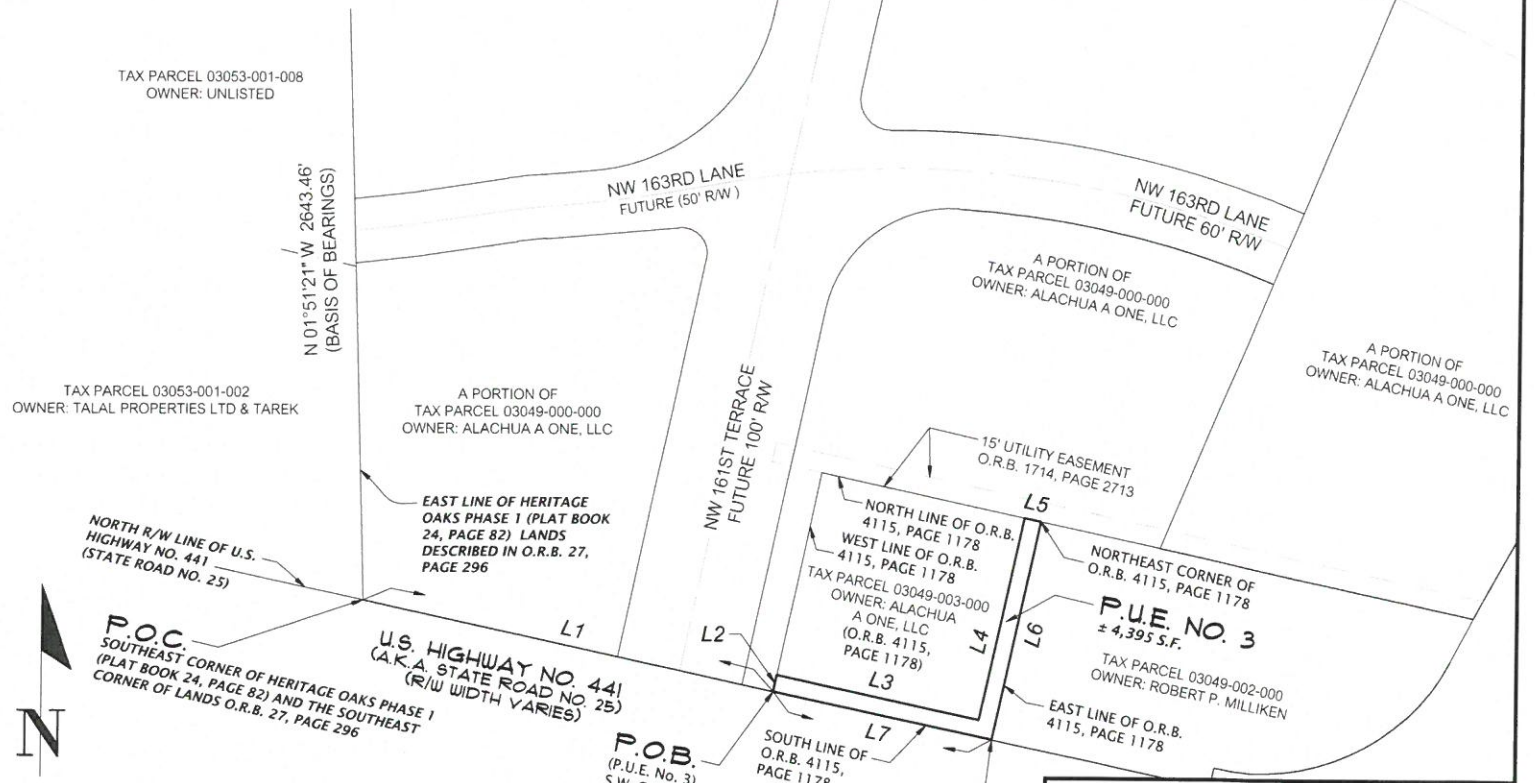 TAX PARCEL 03053-001-008
OWNER: UNLISTED
N 01°51'21" W 2643.46'
(BASIS OF BEARINGS)
NW 163RD LANE
FUTURE (50' R/W )
NW 163RD LANE
FUTURE 60' R/W
A PORTION OF
TAX PARCEL 03049-000-000
OWNER: ALACHUA A ONE, LLC
A PORTION OF
TAX PARCEL 03049-000-000
OWNER: ALACHUA A ONE, LLC
TAX PARCEL 03053-001-002
OWNER: TALAL PROPERTIES LTD & TAREK
A PORTION OF
TAX PARCEL 03049-000-000
OWNER: ALACHUA A ONE, LLC
NW 161ST TERRACE
FUTURE 100' R/W
15' UTILITY EASEMENT
O.R.B. 1714, PAGE 2713
EAST LINE OF HERITAGE
OAKS PHASE 1 (PLAT BOOK
24, PAGE 82) LANDS
DESCRIBED IN O.R.B. 27,
PAGE 296
NORTH R/W LINE OF U.S.
HIGHWAY NO. 441
(STATE ROAD NO. 25)
L5
NORTH LINE OF O.R.B.
4115, PAGE 1178
WEST LINE OF O.R.B.
4115, PAGE 1178
TAX PARCEL 03049-003-000
OWNER: ALACHUA
A ONE, LLC
(O.R.B. 4115,
PAGE 1178)
NORTHEAST CORNER OF
O.R.B. 4115, PAGE 1178
P.U.E. NO. 3
± 4,395 S.F.
L4
L6
TAX PARCEL 03049-002-000
OWNER: ROBERT P. MILLIKEN
P.O.C.
SOUTHEAST CORNER OF HERITAGE OAKS PHASE 1
(PLAT BOOK 24, PAGE 82) AND THE SOUTHEAST
CORNER OF LANDS O.R.B. 27, PAGE 296
L1
U.S. HIGHWAY NO. 441
(A.K.A. STATE ROAD NO. 25)
(R/W WIDTH VARIES)
L2
L3
L7
EAST LINE OF O.R.B.
4115, PAGE 1178
N
P.O.B.
(P.U.E. No. 3)
SOUTH LINE OF
O.R.B. 4115,
PAGE 1178